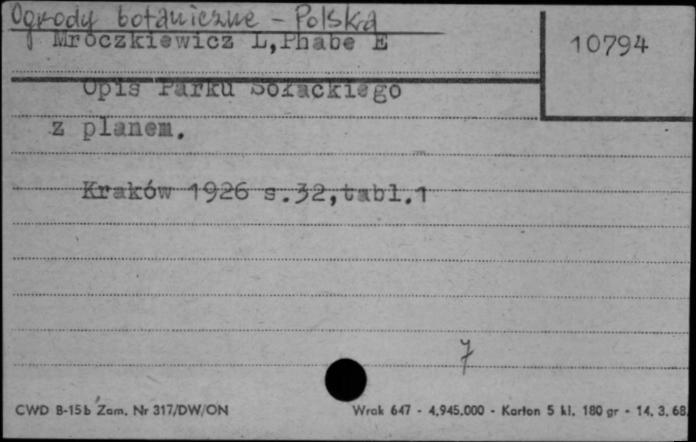 Ogrody botaniczne - Polska
Mroczkiewicz L,Phabe E
10794
Opis Parku Sołackiego
z planem.
Kraków 1926 s.32,tabl.1
7
CWD B-15b Zam. Nr 317/DW/ON
Wrak 647 - 4.945.000 - Karton 5 kl. 180 gr - 14. 3. 68